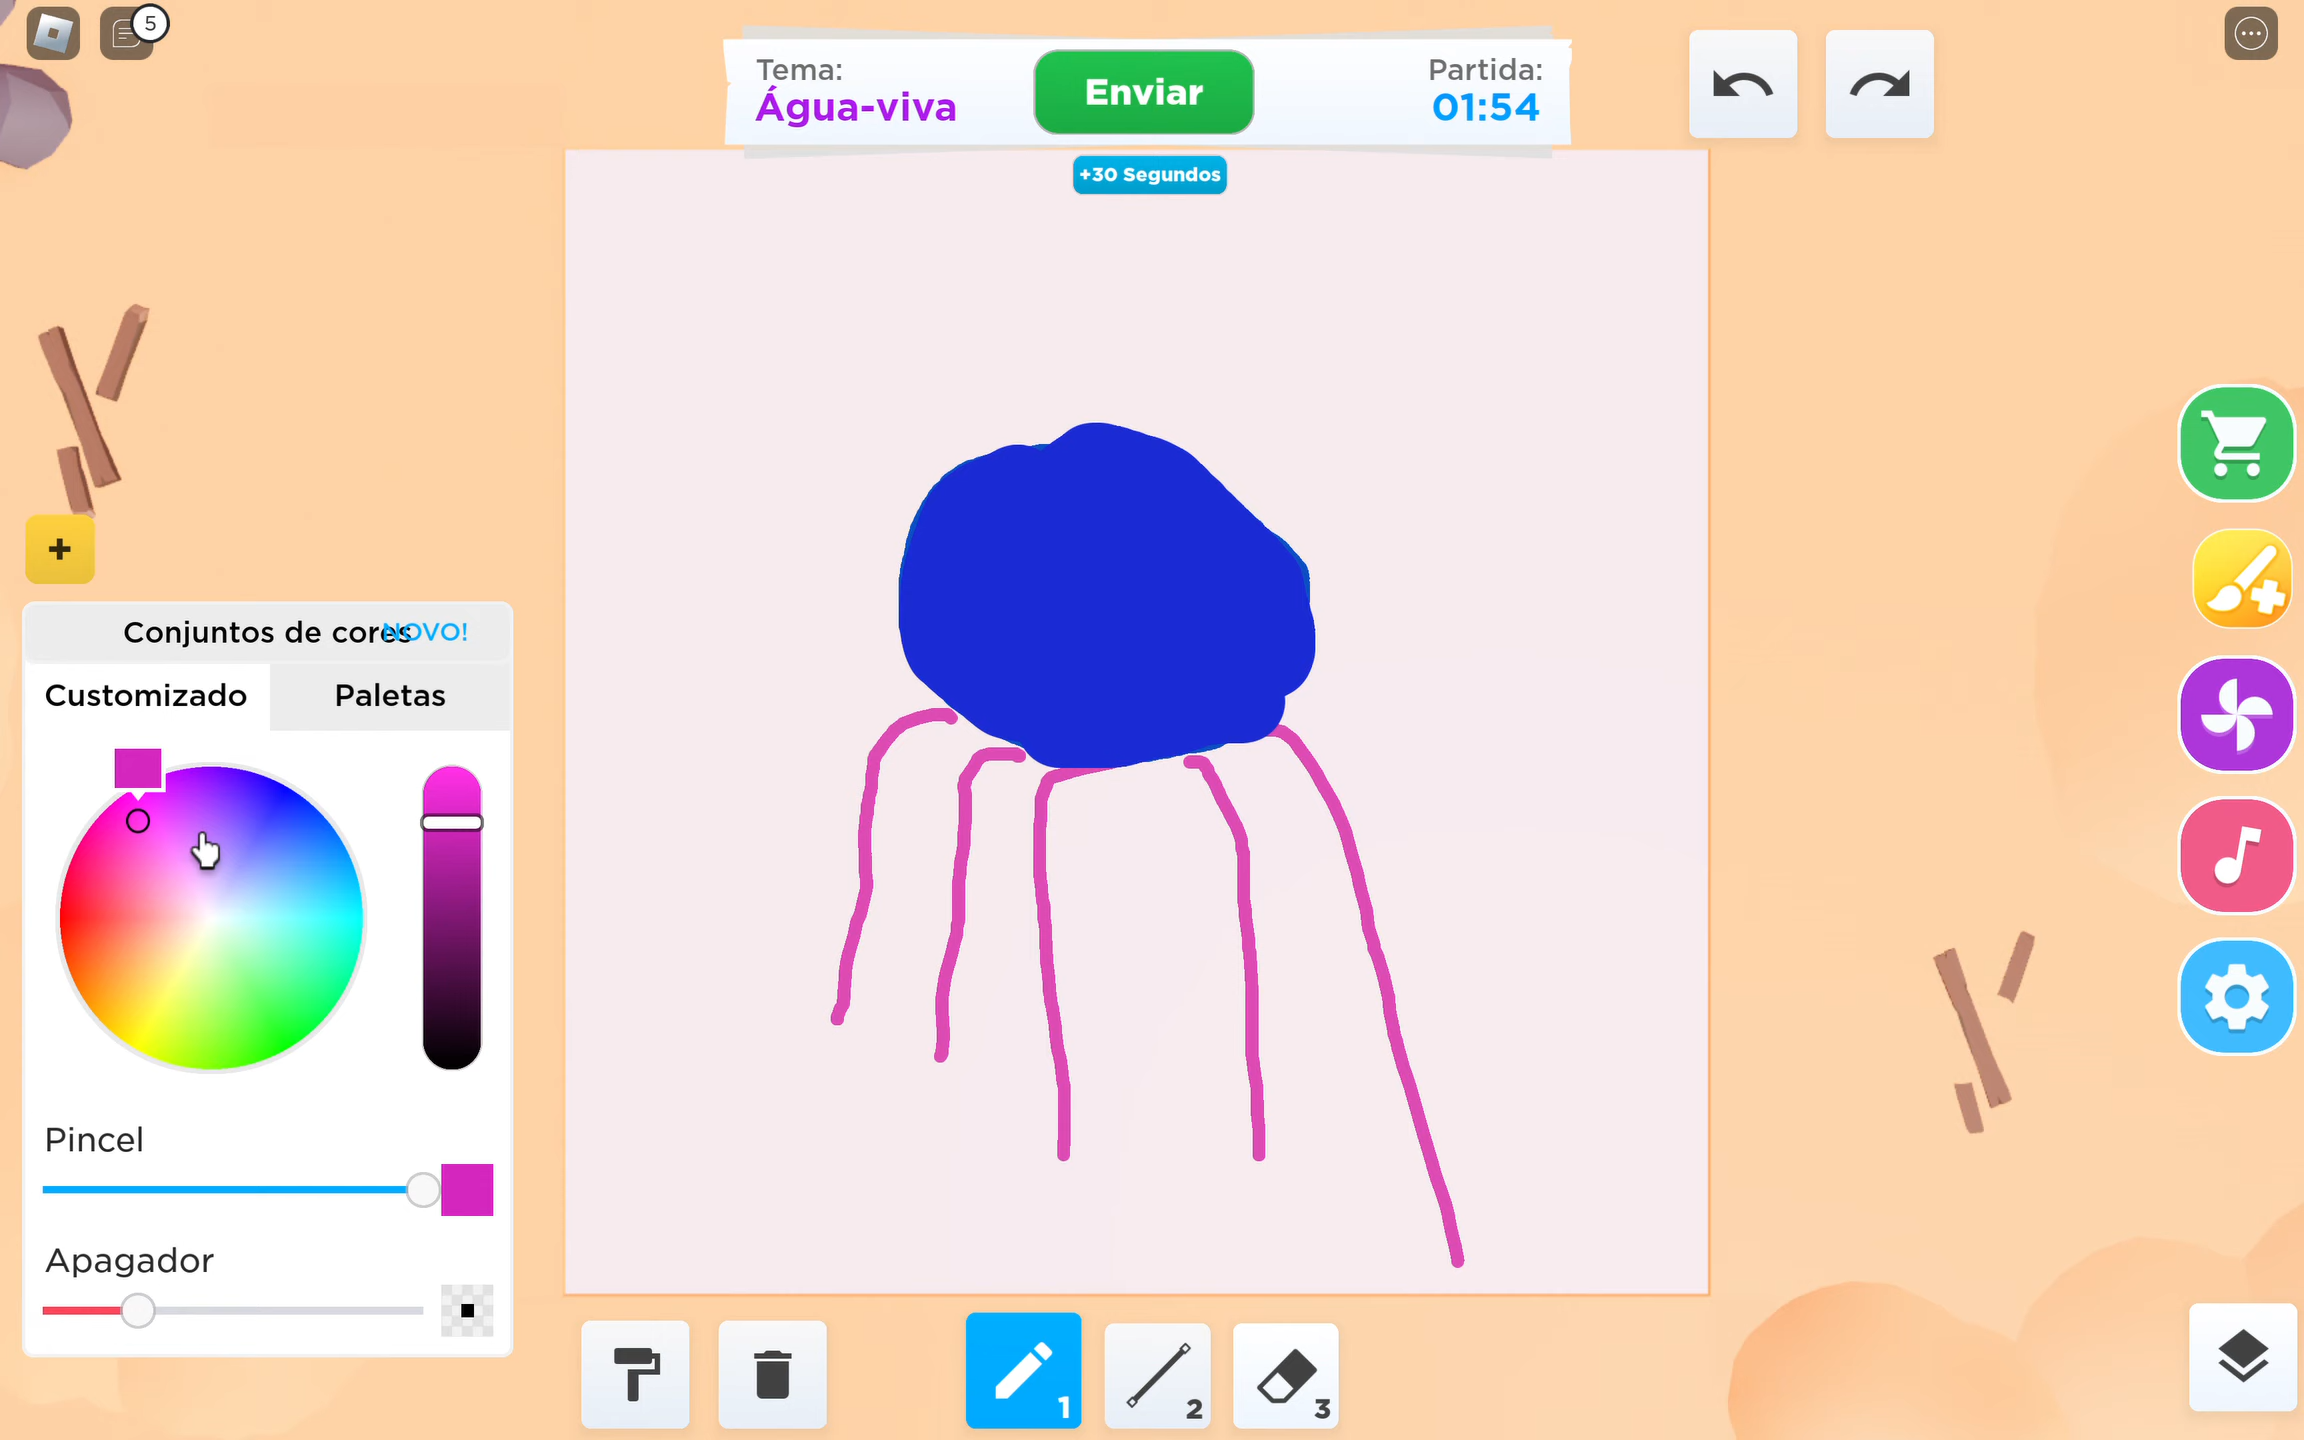 5
Tema:
Água-viva
Enviar
Partida:
01:54
+30 Segundos
+
Conjuntos de cores
NOVO!
Customizado
Paletas
Pincel
Apagador
1
2
3